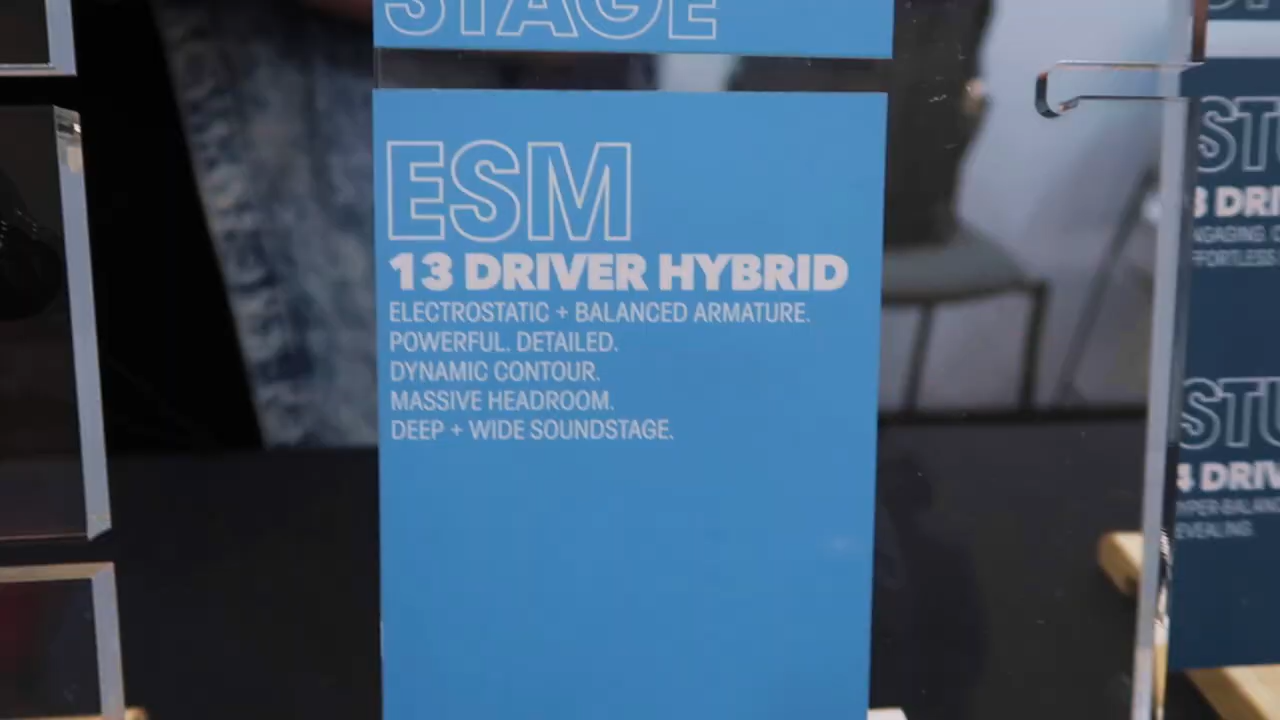 STAGE
ESM
13 DRIVER HYBRID
ELECTROSTATIC + BALANCED ARMATURE.
POWERFUL. DETAILED.
DYNAMIC CONTOUR.
MASSIVE HEADROOM.
DEEP + WIDE SOUNDSTAGE.